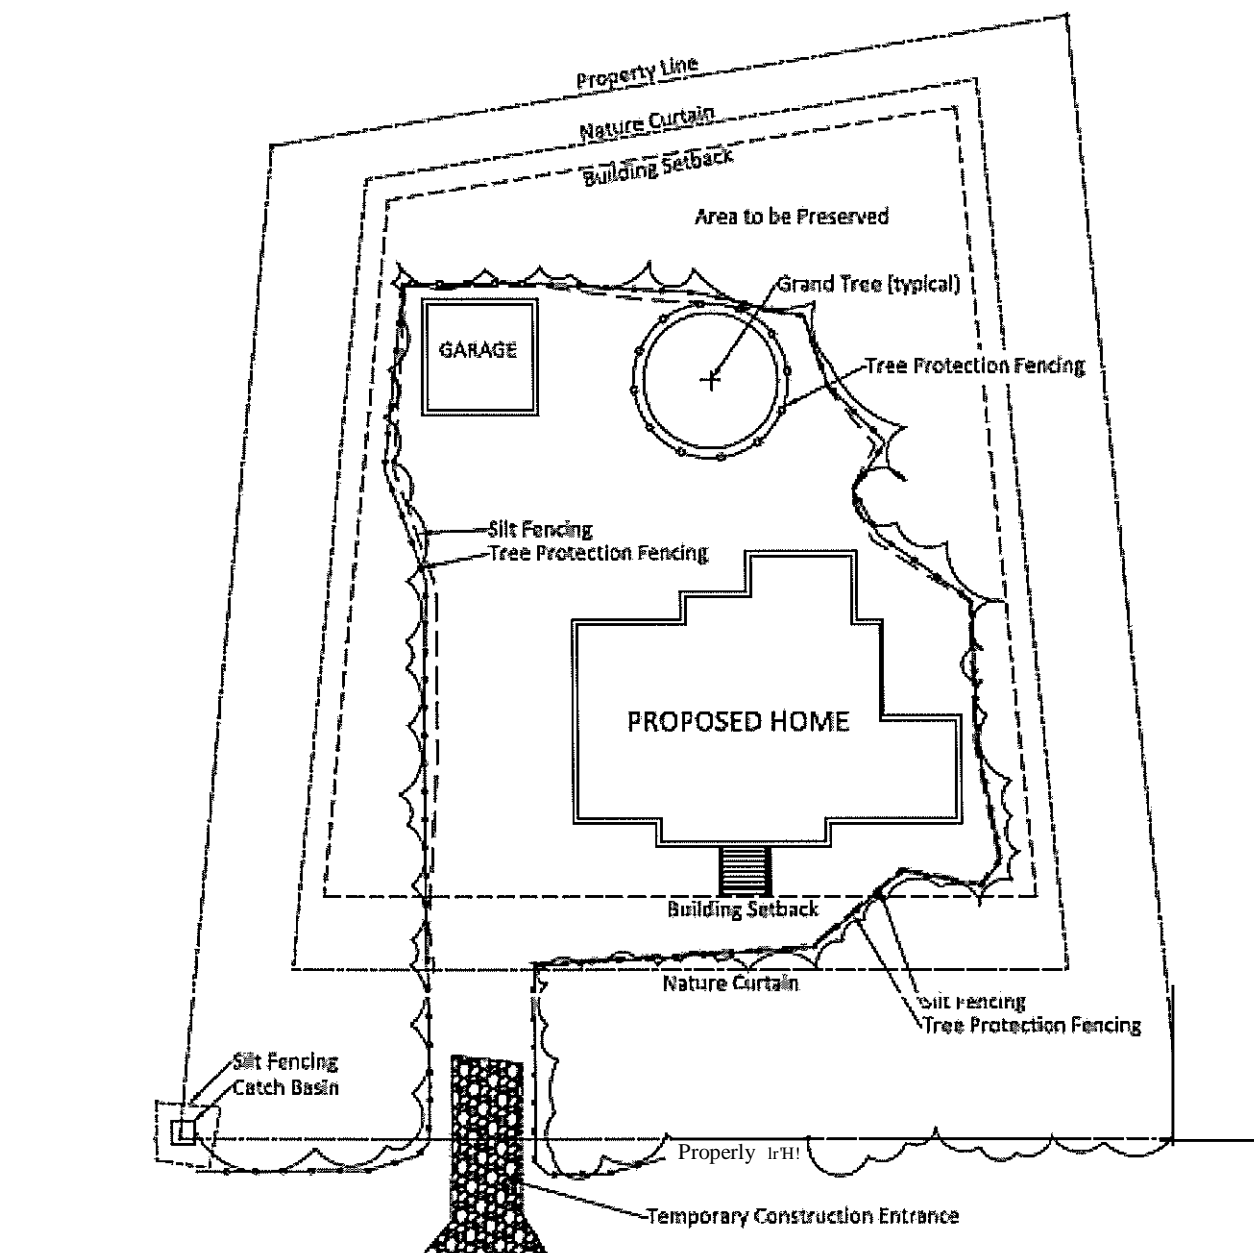 Property Line
Nature Curtain
Building Setback
Area to be Preserved
Grand Tree (typical)
GARAGE
Tree Protection Fencing
Silt Fencing
Tree Protection Fencing
PROPOSED HOME
Building Setback
Nature Curtain
Silt Fencing
Tree Protection Fencing
Silt Fencing
Catch Basin
Properly lr'H!
Temporary Construction Entrance